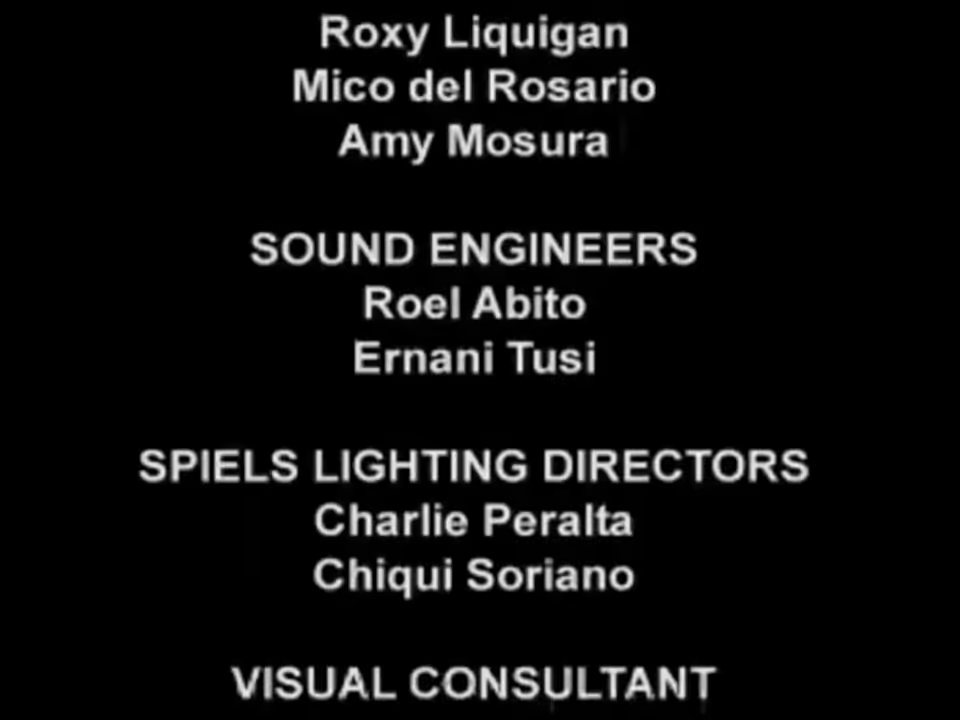 Roxy Liquigan
Mico del Rosario
Amy Mosura
SOUND ENGINEERS
Roel Abito
Ernani Tusi
SPIELS LIGHTING DIRECTORS
Charlie Peralta
Chiqui Soriano
VISUAL CONSULTANT